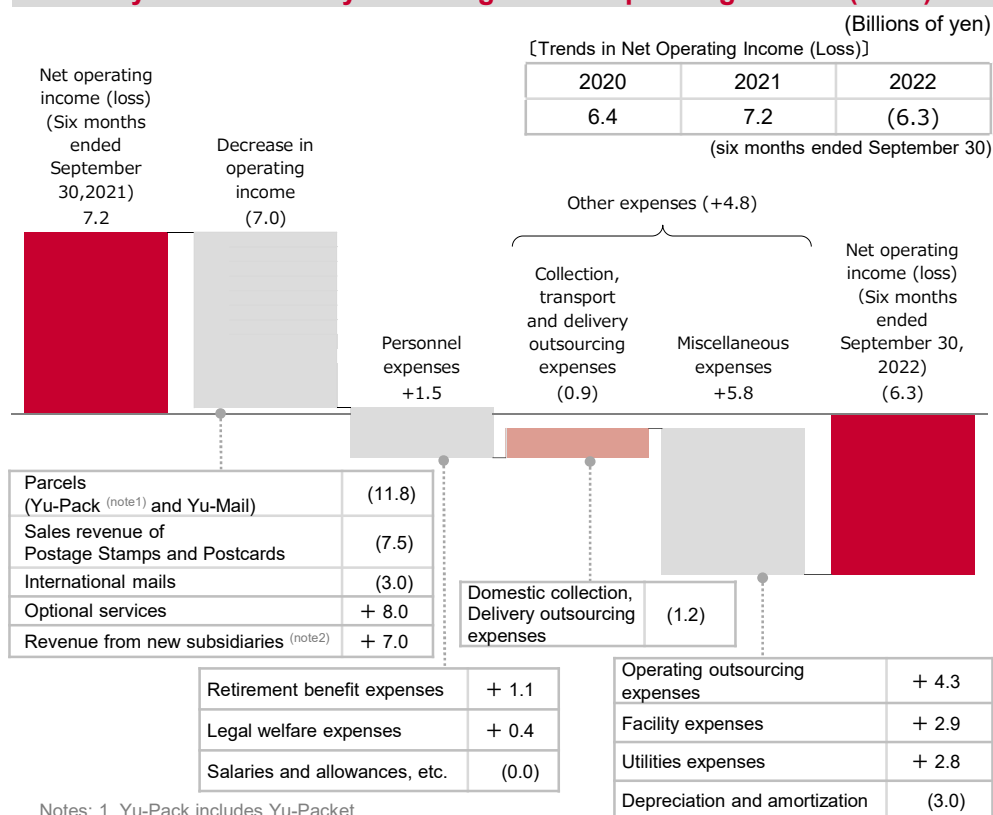 (Billions of yen)
〔Trends in Net Operating Income (Loss)〕
2020 2021 2022
6.4 7.2 (6.3)
(six months ended September 30)
Net operating
income (loss)
(Six months
ended
September
30,2021)
7.2
Decrease in
operating
income
(7.0)
Personnel
expenses
+1.5
Other expenses (+4.8)
Collection,
transport
and delivery
outsourcing
expenses
(0.9)
Miscellaneous
expenses
+5.8
Net operating
income (loss)
(Six months
ended
September 30,
2022)
(6.3)
Parcels
(Yu-Pack (note1) and Yu-Mail) (11.8)
Sales revenue of
Postage Stamps and Postcards (7.5)
International mails (3.0)
Optional services + 8.0
Revenue from new subsidiaries (note2) + 7.0
Retirement benefit expenses + 1.1
Legal welfare expenses + 0.4
Salaries and allowances, etc. (0.0)
Domestic collection,
Delivery outsourcing
expenses (1.2)
Operating outsourcing
expenses + 4.3
Facility expenses + 2.9
Utilities expenses + 2.8
Depreciation and amortization (3.0)
Notes: 1. Yu-Pack includes Yu-Packet